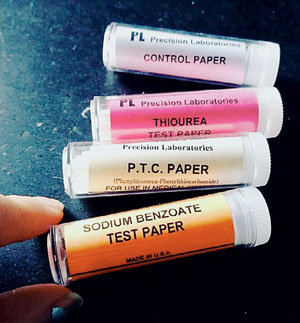 PL Precision Laboratories
CONTROL PAPER
PL Precision Laboratories
THIOUREA
TEST PAPER
Precision Laboratories
P.T.C. PAPER
(Phenylthiourea-Phenylthiocarbamide)
FOR USE IN MEDICAL
SODIUM BENZOATE
TEST PAPER
MADE IN U.S.A.